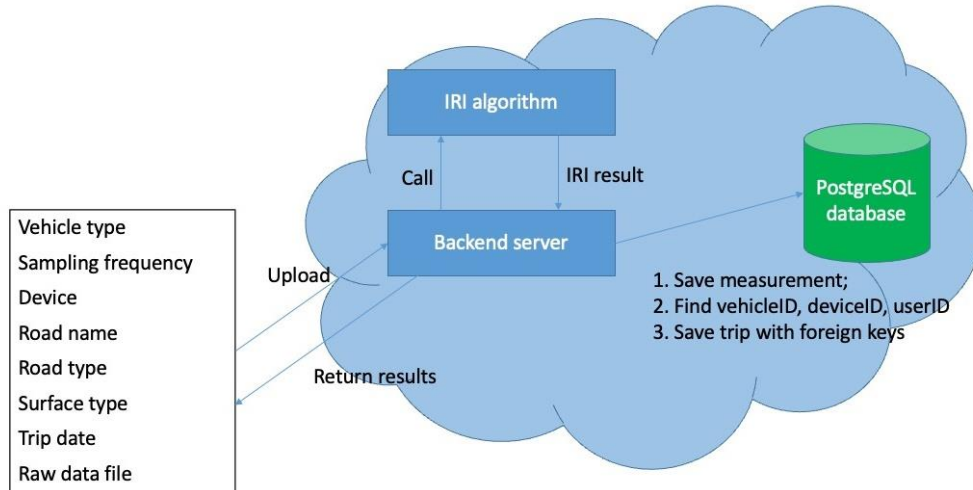 IRI algorithm
Call
IRI result
PostgreSQL
database
Backend server
Vehicle type
Sampling frequency
Device
Road name
Road type
Surface type
Trip date
Raw data file
Upload
Return results
1. Save measurement;
2. Find vehicleID, deviceID, userID
3. Save trip with foreign keys